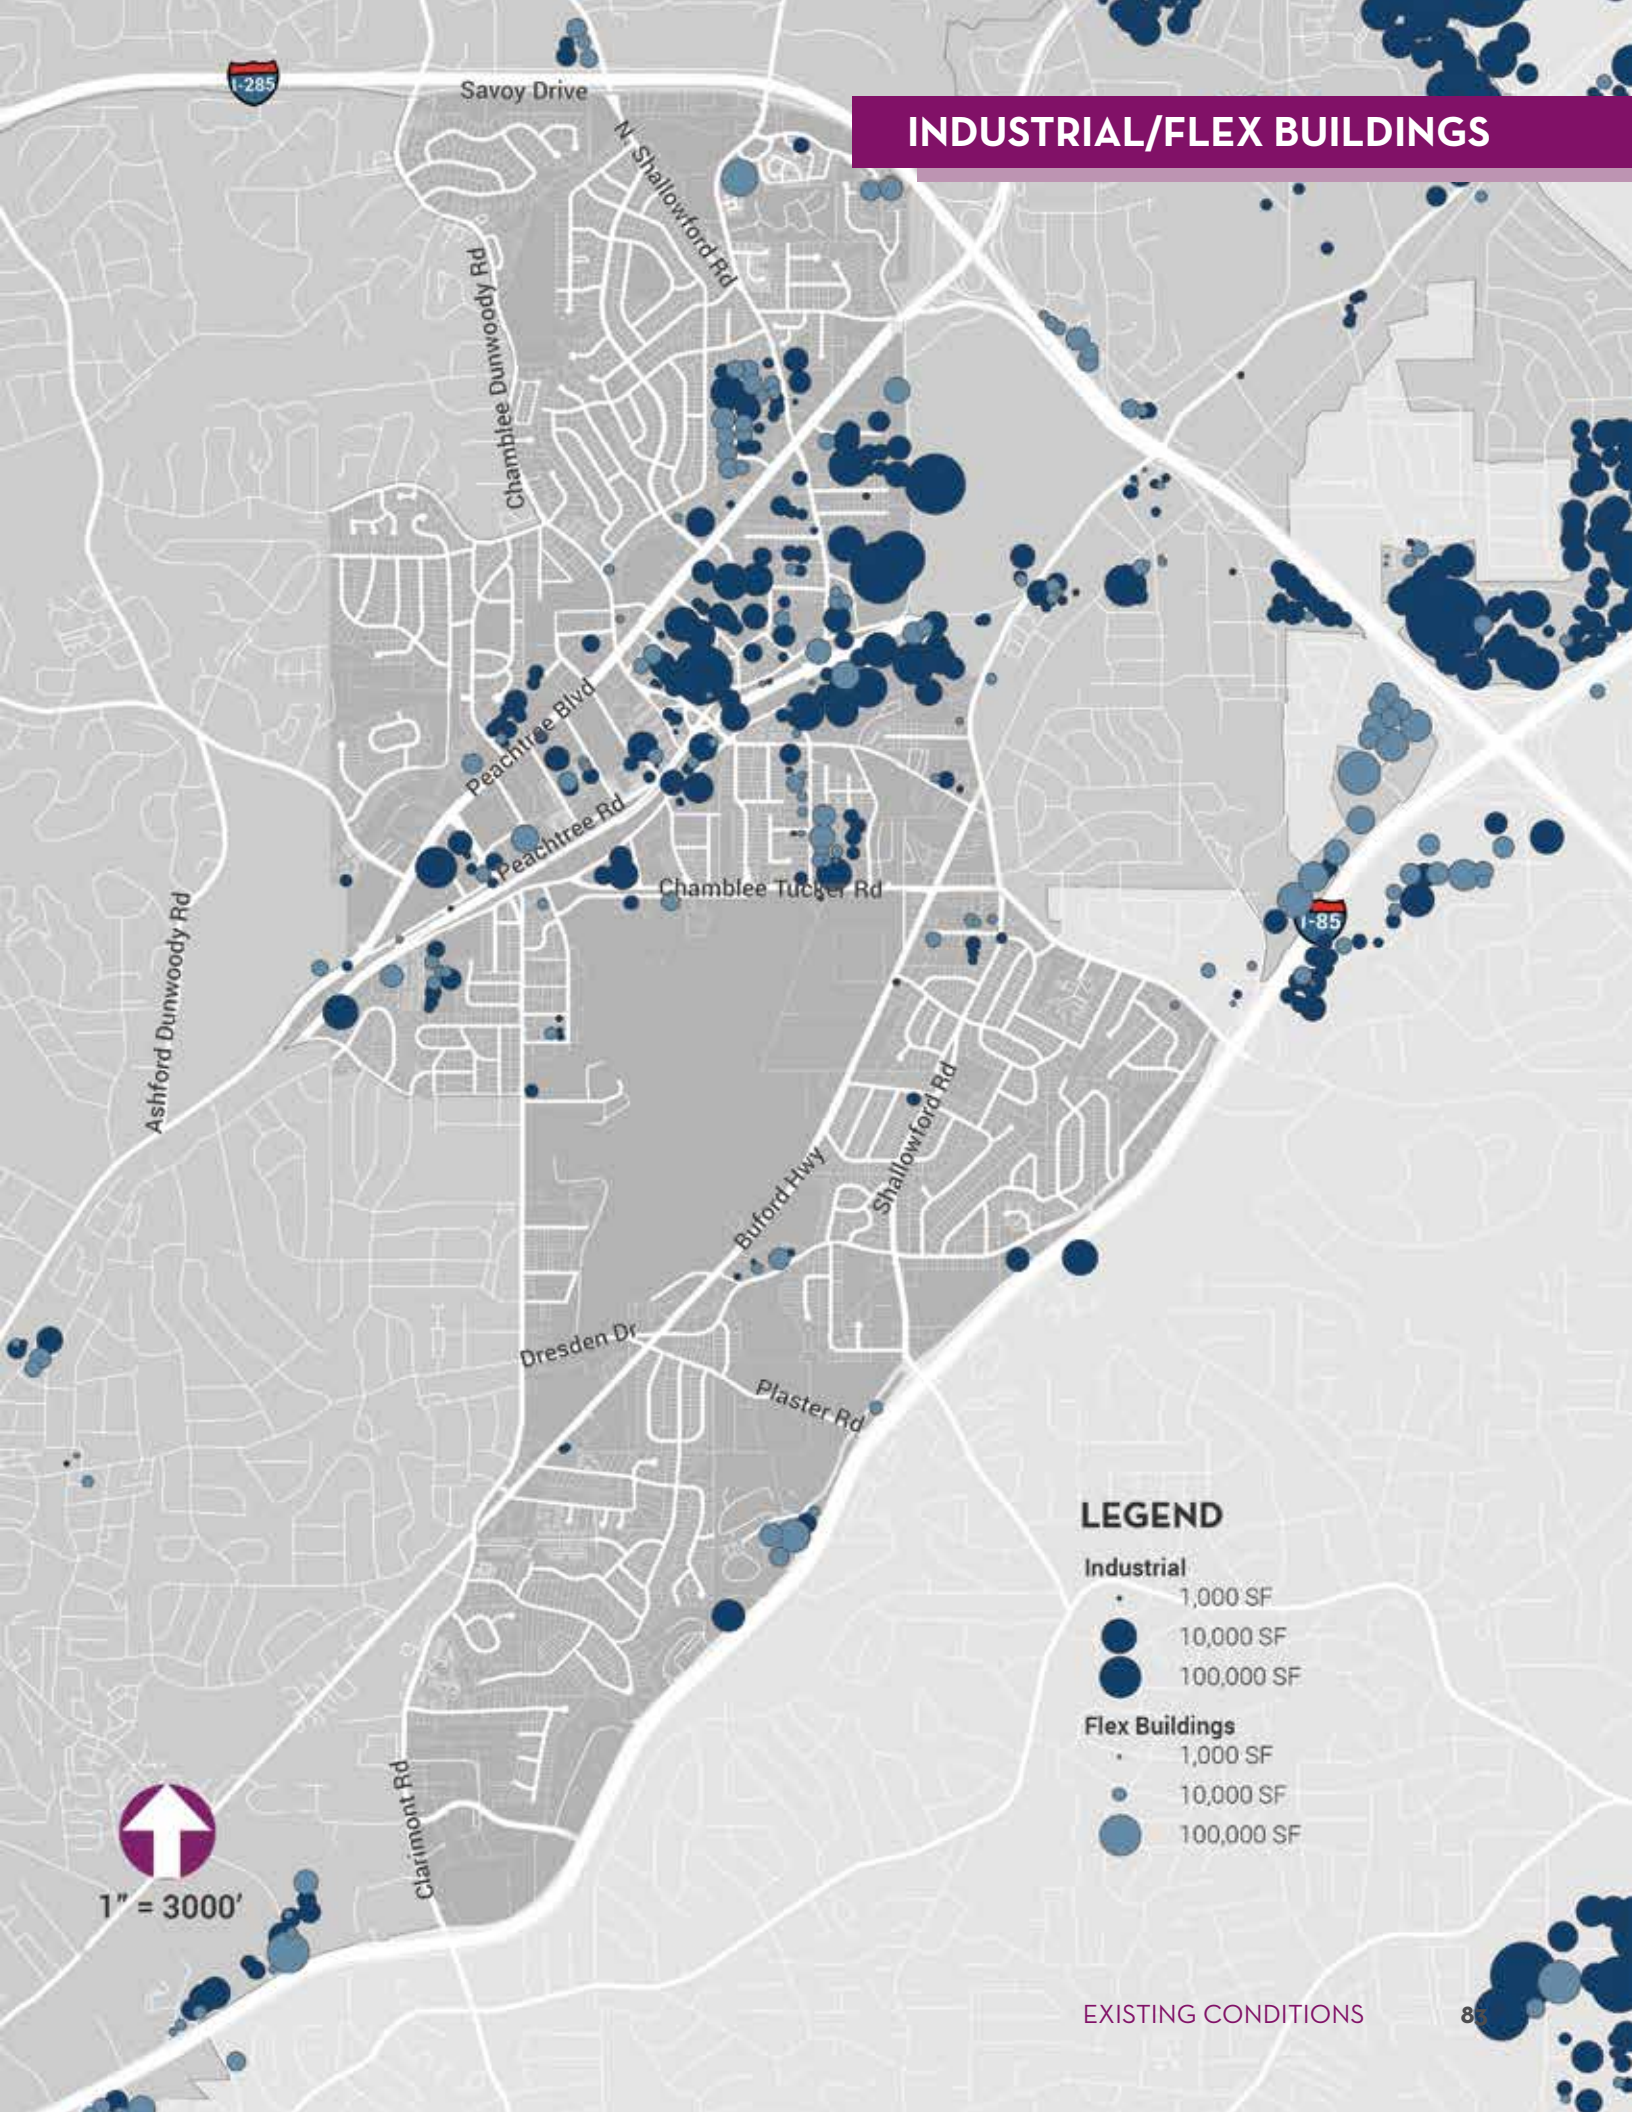 I-285
Savoy Drive
INDUSTRIAL/FLEX BUILDINGS
N. Shallowford Rd
Chamblee Dunwoody Rd
Peachtree Blvd
Peachtree Rd
Chamblee Tucker Rd
I-85
Ashford Dunwoody Rd
Shallowford Rd
Buford Hwy
Dresden Dr
Plaster Rd
LEGEND
Industrial
1,000 SF
10,000 SF
100,000 SF
Flex Buildings
1,000 SF
10,000 SF
100,000 SF
Clarimont Rd
1" = 3000'
EXISTING CONDITIONS